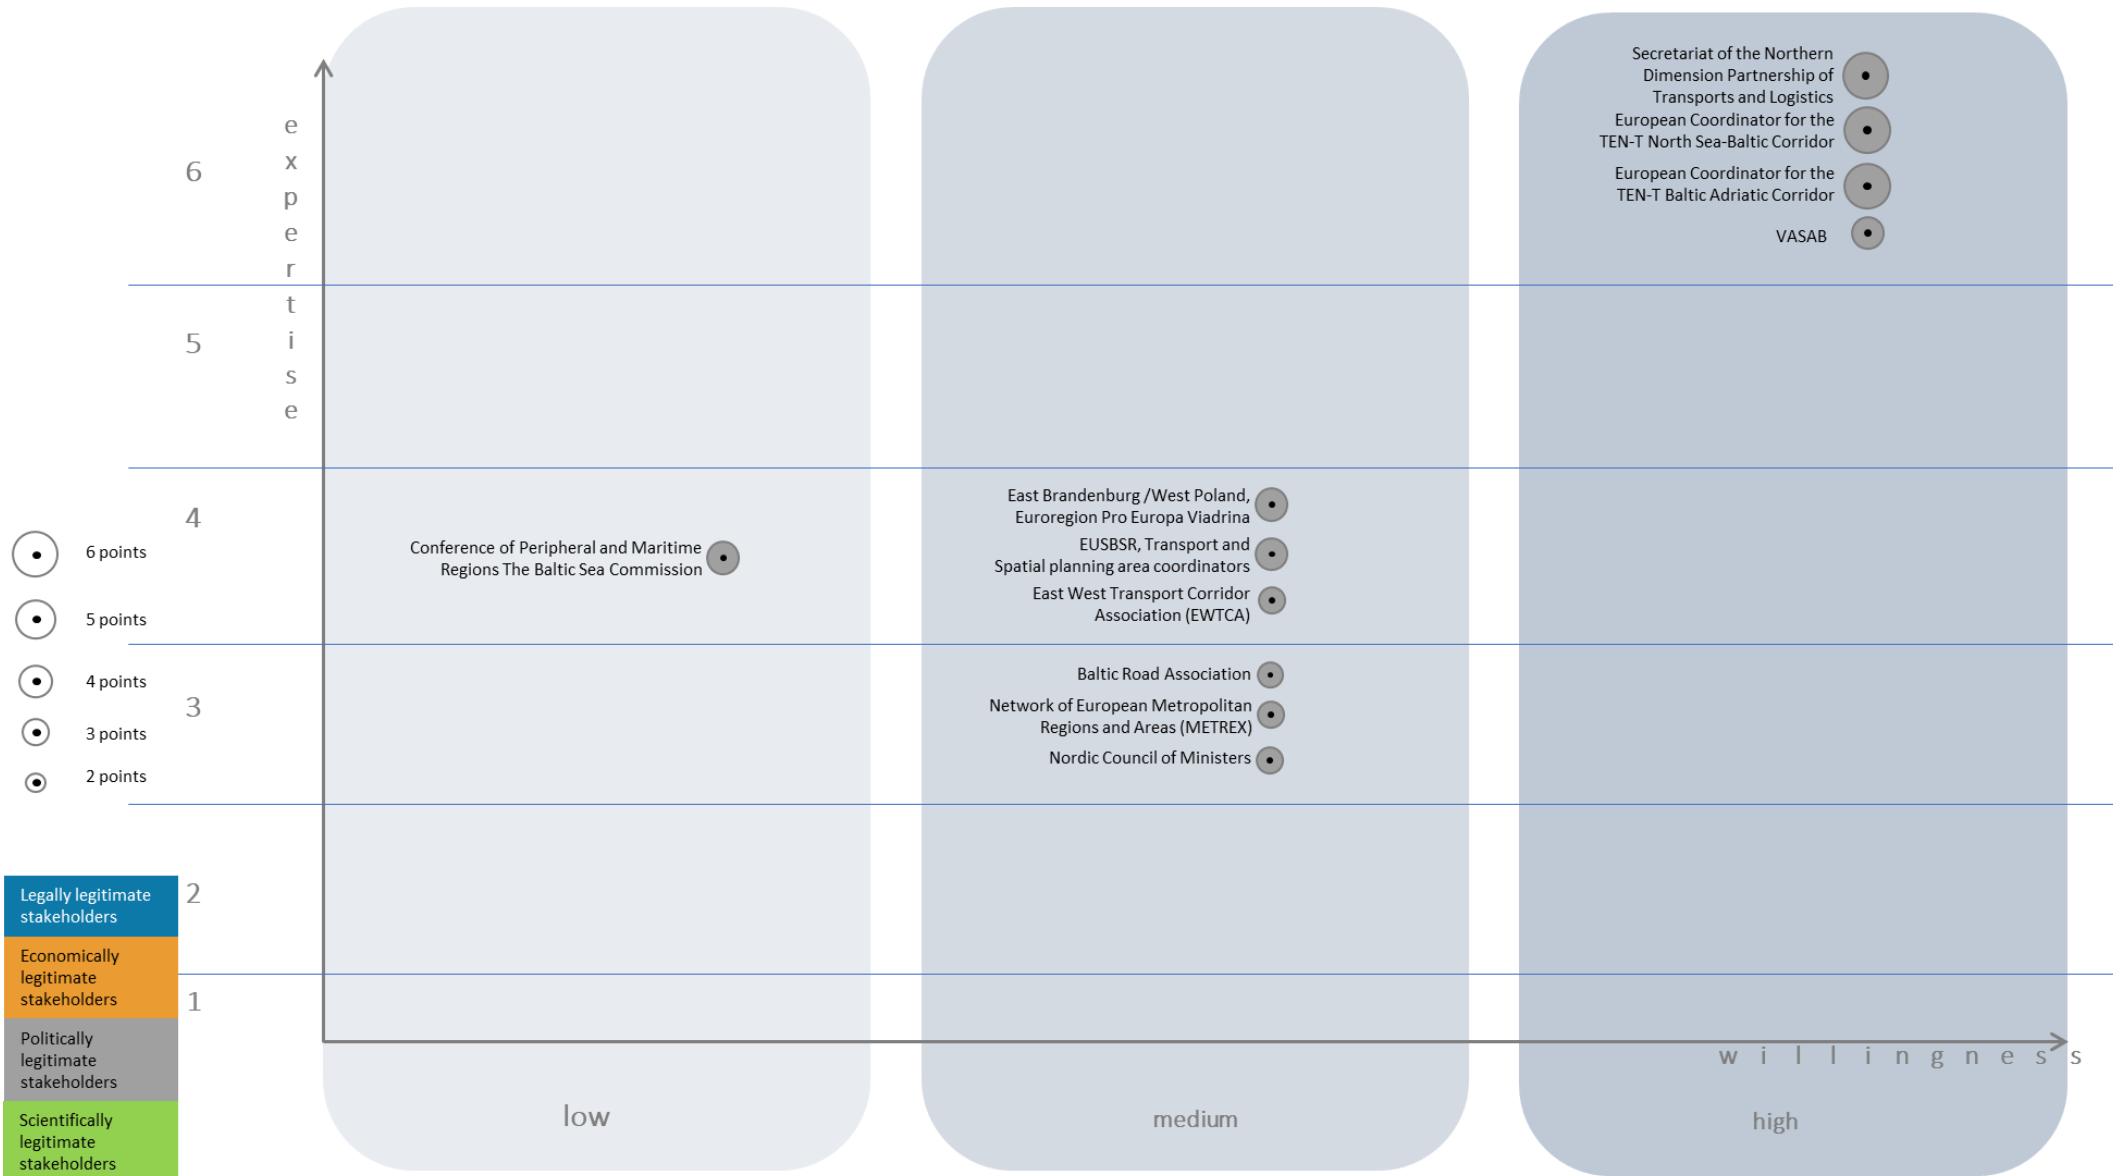 Secretariat of the Northern
Dimension Partnership of
Transports and Logistics
European Coordinator for the
TEN-T North Sea-Baltic Corridor
European Coordinator for the
TEN-T Baltic Adriatic Corridor
VASAB
expertise
6
5
4
3
2
1
East Brandenburg /West Poland,
Euroregion Pro Europa Viadrina
EUSBSR, Transport and
Spatial planning area coordinators
East West Transport Corridor
Association (EWTCA)
Conference of Peripheral and Maritime
Regions The Baltic Sea Commission
Baltic Road Association
Network of European Metropolitan
Regions and Areas (METREX)
Nordic Council of Ministers
6 points
5 points
4 points
3 points
2 points
Legally legitimate
stakeholders
Economically
legitimate
stakeholders
Politically
legitimate
stakeholders
Scientifically
legitimate
stakeholders
willingness
low
medium
high